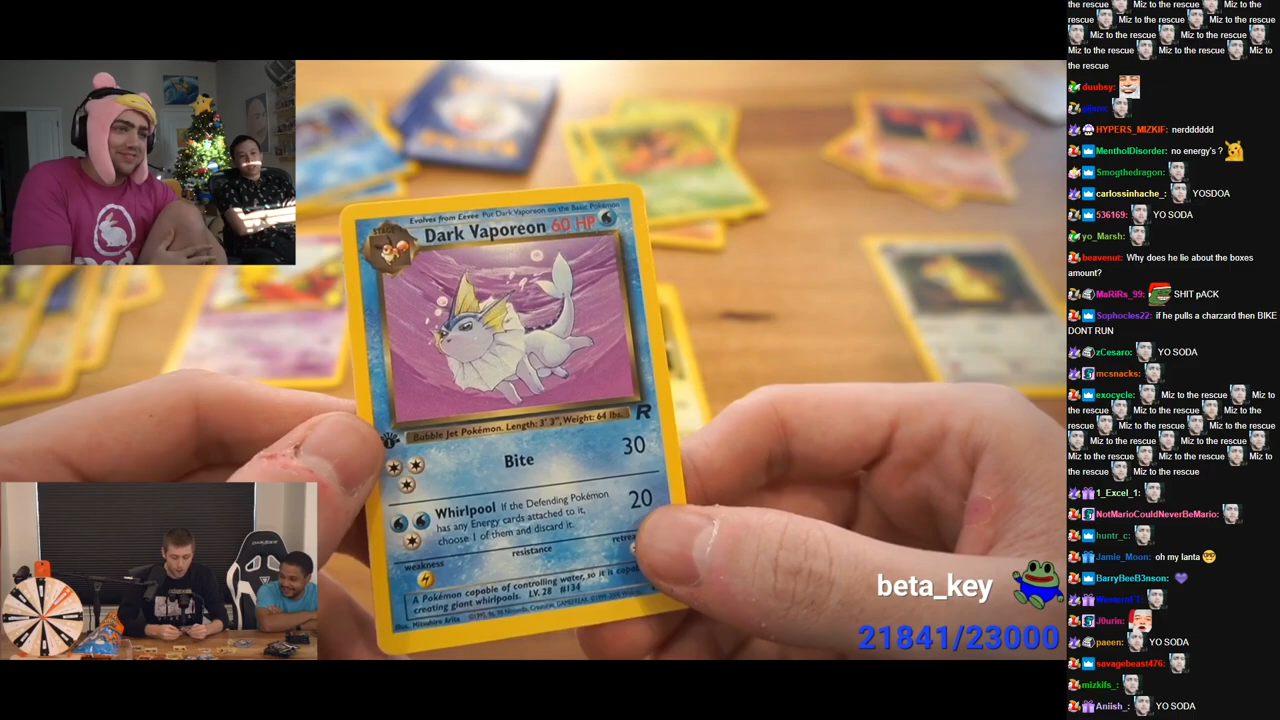 Evolves from Eevee Put Dark Vaporeon on the Basic Pokémon
STAGE
Dark Vaporeon 60 HP
Bubble Jet Pokémon. Length: 3' 3", Weight: 64 lbs.
R
Bite 30
Whirlpool If the Defending Pokémon
has any Energy cards attached to it,
choose 1 of them and discard it.
20
weakness
resistance
retrea
A Pokémon capable of controlling water, so it is capab
creating giant whirlpools. LV. 28 #134
Illus. Mitsuhiro Arita
beta_key
21841/23000
the rescue Miz to the rescue Miz to the
rescue Miz to the rescue Miz to the rescue
Miz to the rescue Miz to the rescue
Miz to the rescue Miz to the rescue Miz to
the rescue
duubsy:
HYPERS_MIZKIF: nerdddddd
MentholDisorder: no energy's ?
Smogthedragon:
carlossinhache_: YOSDOA
536169: YO SODA
yo_Marsh:
beavenut: Why does he lie about the boxes
amount?
MaRIRs_99: SHIT pACK
Sophocles22: if he pulls a charzard then BIKE
DONT RUN
zCesaro: YO SODA
mcsnacks:
exocycle: Miz to the rescue Miz to
the rescue Miz to the rescue Miz to the
rescue Miz to the rescue Miz to the rescue
Miz to the rescue Miz to the rescue
Miz to the rescue Miz to the rescue Miz to
the rescue
1_Excel_1:
NotMarioCouldNeverBeMario:
huntr_c:
Jamie_Moon: oh my lanta
BarryBeeB3nson:
J0urin:
paeen: YO SODA
savagebeast476:
mizkifs_:
Aniish_: YO SODA